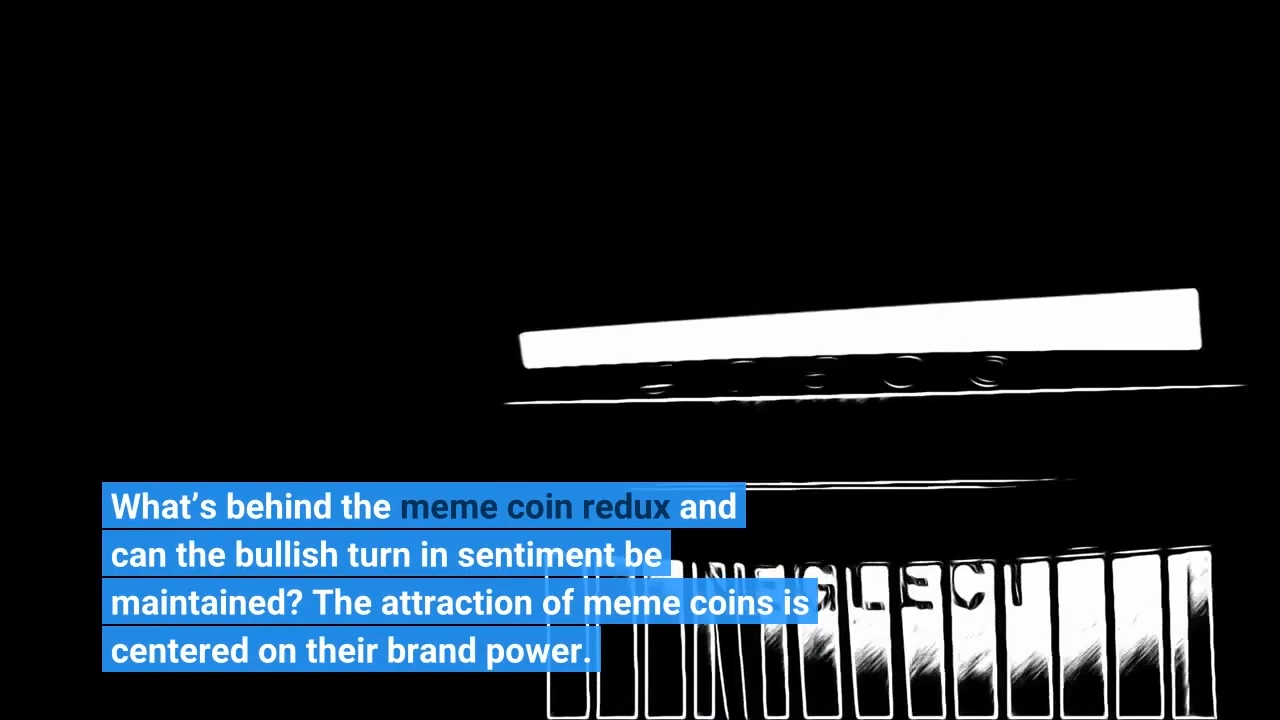 What’s behind the meme coin redux and
can the bullish turn in sentiment be
maintained? The attraction of meme coins is
centered on their brand power.